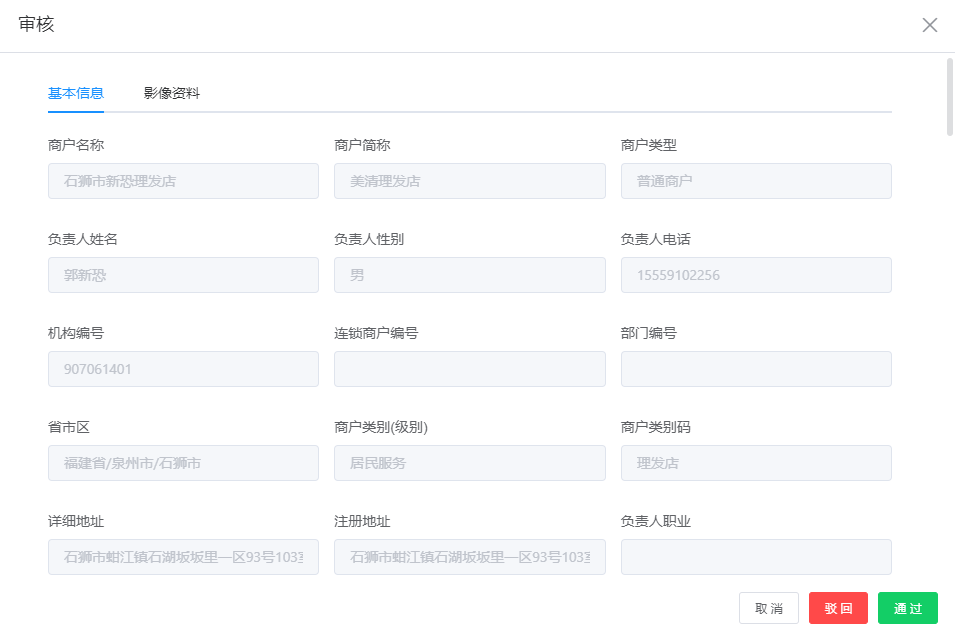 审核
基本信息 影像资料
商户名称 商户简称 商户类型
石狮市新恐理发店 美清理发店 普通商户
负责人姓名 负责人性别 负责人电话
郭新恐 男 15559102256
机构编号 连锁商户编号 部门编号
907061401
省市区 商户类别(级别) 商户类别码
福建省/泉州市/石狮市 居民服务 理发店
详细地址 注册地址 负责人职业
石狮市蚶江镇石湖坂坂里一区93号103 石狮市蚶江镇石湖坂坂里一区93号103
取消 驳回 通过